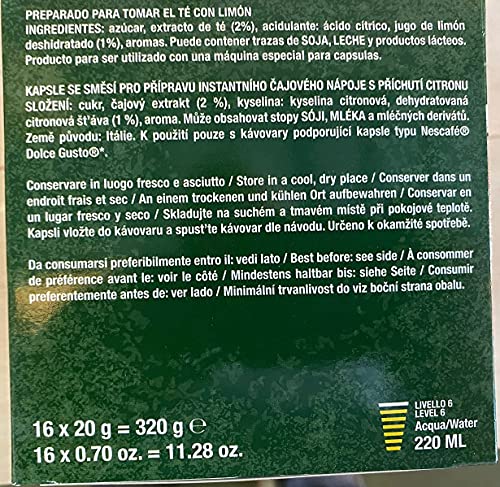 PREPARADO PARA TOMAR EL TÉ CON LIMÓN
INGREDIENTES: azúcar, extracto de té (2%), acidulante: ácido cítrico, jugo de limón
deshidratado (1%), aromas. Puede contener trazas de SOJA, LECHE y productos lácteos.
Producto para ser utilizado con una máquina especial para capsulas.
KAPSLE SE SMĚSÍ PRO PŘÍPRAVU INSTANTNÍHO ČAJOVÉHO NÁPOJE S PŘÍCHUTÍ CITRONU
SLOŽENÍ: cukr, čajový extrakt (2 %), kyselina: kyselina citronová, dehydratovaná
citronová št'áva (1 %), aroma. Může obsahovat stopy SÓJI, MLÉKA a mléčných derivátů.
Země původu: Itálie. K použití pouze s kávovary podporující kapsle typu Nescafé®
Dolce Gusto®*.
Conservare in luogo fresco e asciutto / Store in a cool, dry place / Conserver dans un
endroit frais et sec / An einem trockenen und kühlen Ort aufbewahren / Conservar en
un lugar fresco y seco / Skladujte na suchém a tmavém místě při pokojové teplotě.
Kapsli vložte do kávovaru a spust'te kávovar dle návodu. Určeno k okamžité spotřebě.
Da consumarsi preferibilmente entro il: vedi lato / Best before: see side / À consommer
de préférence avant le: voir le côté / Mindestens haltbar bis: siehe Seite / Consumir
preferentemente antes de: ver lado / Minimální trvanlivost do viz boční strana obalu.
16 x 20 g = 320 g ℮
16 x 0.70 oz. = 11.28 oz.
LIVELLO 6
LEVEL 6
Acqua/Water
220 ML